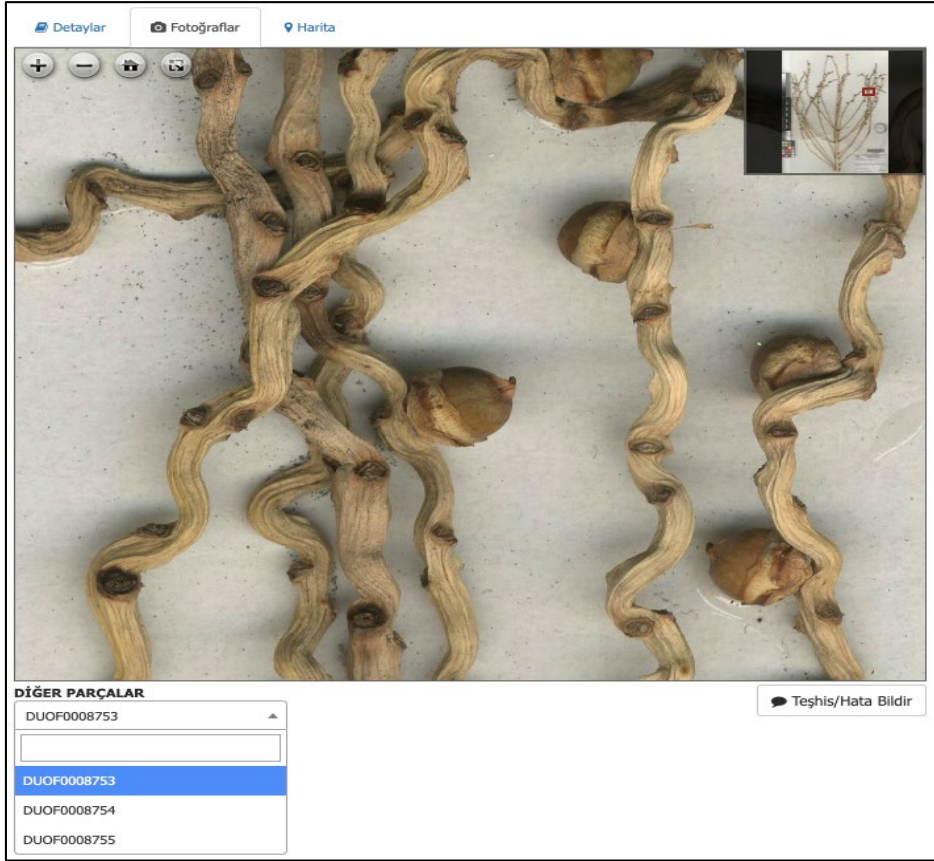 Detaylar
Fotoğraflar
Harita
DİĞER PARÇALAR
DUOF0008753
Teşhis/Hata Bildir
DUOF0008753
DUOF0008754
DUOF0008755